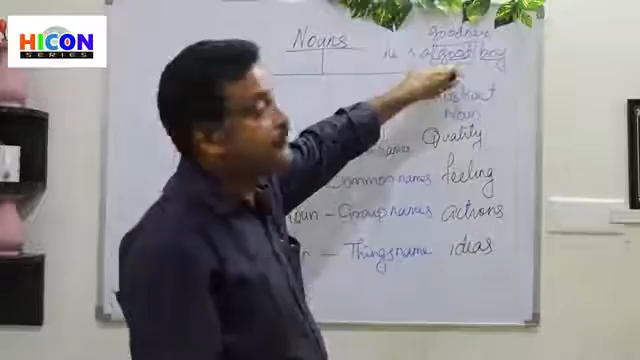 HICON
SERIES
goodness
Nouns he is a good boy
Abstract
Noun
names Quality
Common names feeling
Noun - Group names actions
- Things name ideas